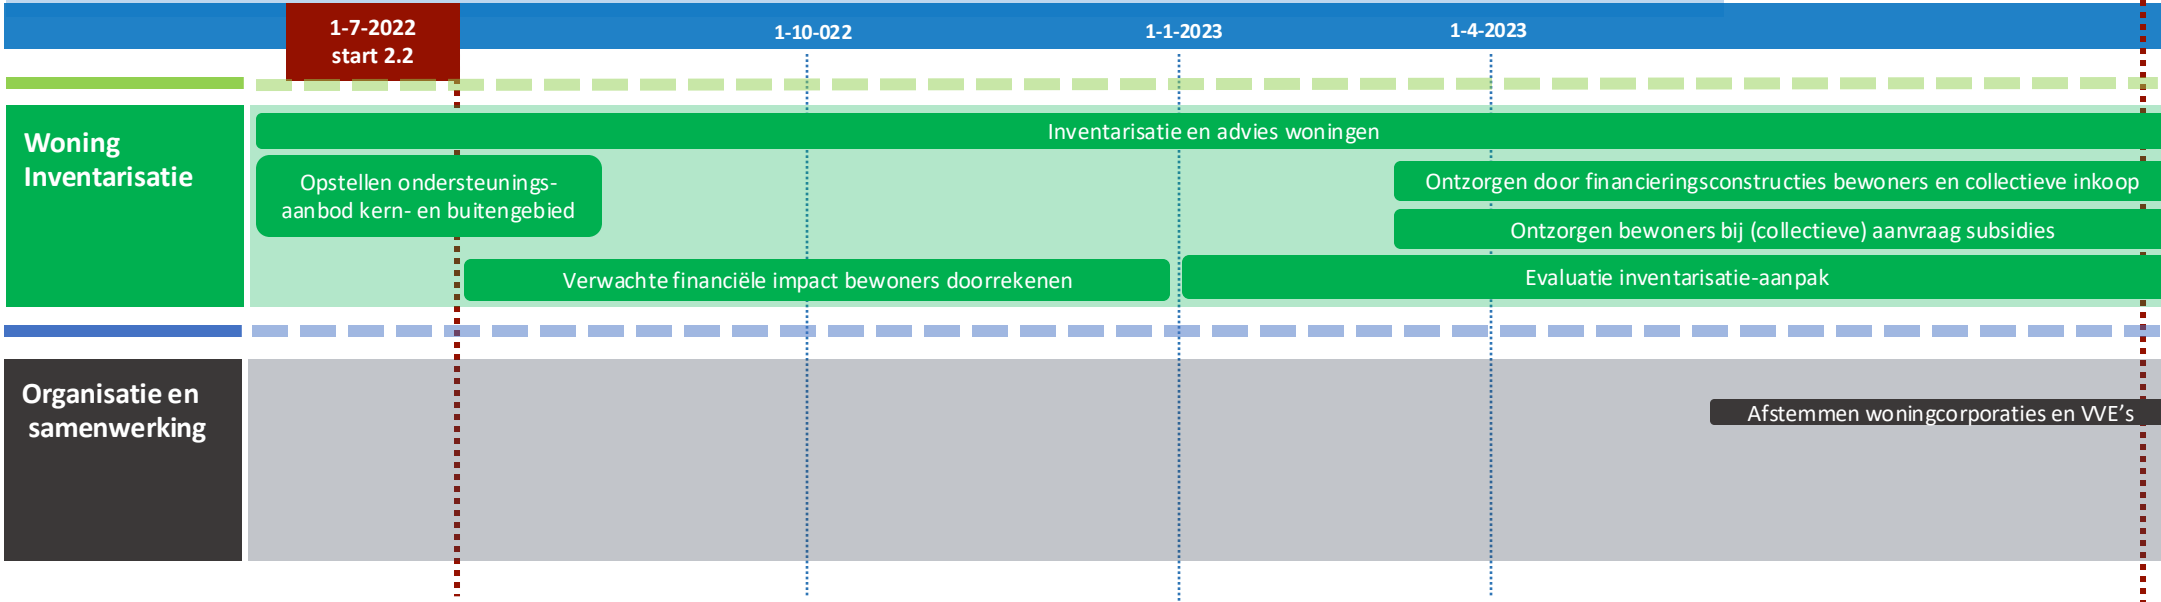 1-7-2022
start 2.2
1-10-022
1-1-2023
1-4-2023
Woning
Inventarisatie
Inventarisatie en advies woningen
Opstellen ondersteunings-
aanbod kern- en buitengebied
Ontzorgen door financieringsconstructies bewoners en collectieve inkoop
Ontzorgen bewoners bij (collectieve) aanvraag subsidies
Verwachte financiële impact bewoners doorrekenen
Evaluatie inventarisatie-aanpak
Organisatie en
samenwerking
Afstemmen woningcorporaties en VVE's